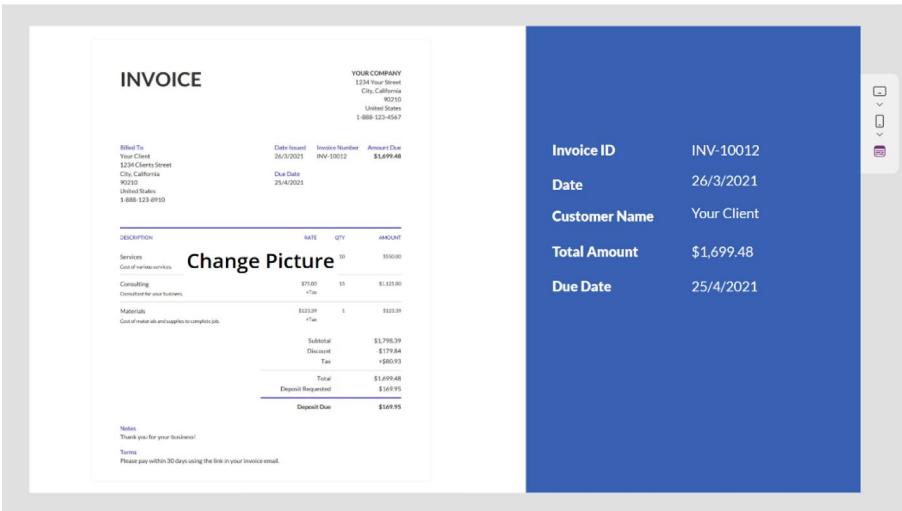 INVOICE
YOUR COMPANY
1234 Your Street
City, California
90210
United States
1-888-123-4567
Billed To
Your Client
1234 Clients Street
City, California
90210
United States
1-888-123-8910
Date Issued
26/3/2021
Invoice Number
INV-10012
Amount Due
$1,699.48
Due Date
25/4/2021
DESCRIPTION RATE QTY AMOUNT
Services 10 $550.00
Cost of various services.
Change Picture
Consulting $75.00 15 $1,125.00
Consultant for your business. +Tax
Materials $123.39 1 $123.39
Cost of materials and supplies to complete job. +Tax
Subtotal $1,798.39
Discount -$179.84
Tax +$80.93
Total $1,699.48
Deposit Requested $169.95
Deposit Due $169.95
Notes
Thank you for your business!
Terms
Please pay within 30 days using the link in your invoice email.
Invoice ID INV-10012
Date 26/3/2021
Customer Name Your Client
Total Amount $1,699.48
Due Date 25/4/2021